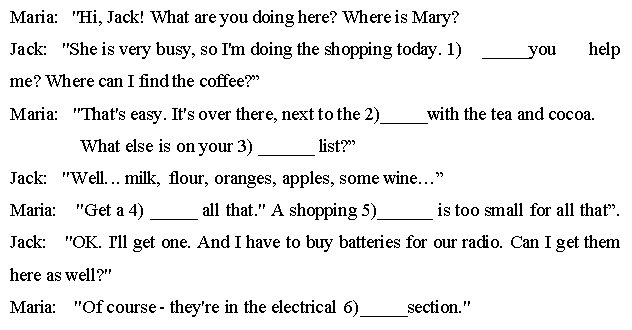 Maria: "Hi, Jack! What are you doing here? Where is Mary?
Jack: "She is very busy, so I'm doing the shopping today. 1) _____you help
me? Where can I find the coffee?”
Maria: "That's easy. It's over there, next to the 2)_____with the tea and cocoa.
What else is on your 3) ______ list?”
Jack: "Well… milk, flour, oranges, apples, some wine…”
Maria: "Get a 4) _____ all that." A shopping 5)______ is too small for all that”.
Jack: "OK. I'll get one. And I have to buy batteries for our radio. Can I get them
here as well?"
Maria: "Of course - they're in the electrical 6)_____section."